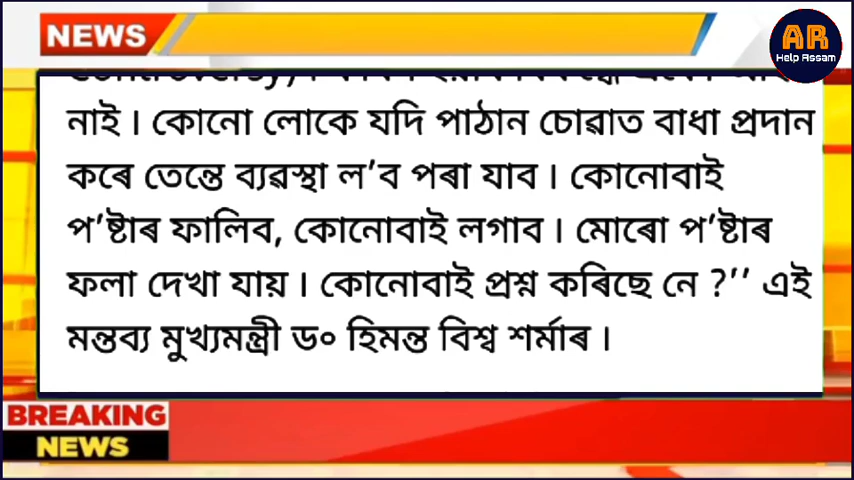 NEWS
AR
Help Assam
নাই । কোনো লোকে যদি পাঠান চোৱাত বাধা প্ৰদান
কৰে তেন্তে ব্যৱস্থা ল’ব পৰা যাব । কোনোবাই
প’ষ্টাৰ ফালিব, কোনোবাই লগাব । মোৰো প’ষ্টাৰ
ফলা দেখা যায় । কোনোবাই প্ৰশ্ন কৰিছে নে ?’’ এই
মন্তব্য মুখ্যমন্ত্ৰী ড০ হিমন্ত বিশ্ব শৰ্মাৰ ।
BREAKING
NEWS